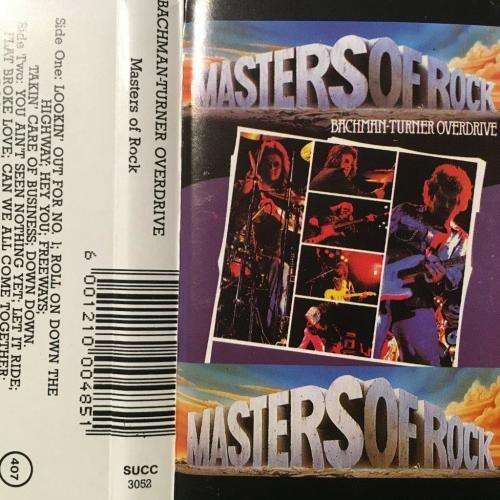 Side One: LOOKIN' OUT FOR NO. 1; ROLL ON DOWN THE
HIGHWAY; HEY YOU; FREEWAYS;
TAKIN' CARE OF BUSINESS; DOWN DOWN.
Side Two: YOU AIN'T SEEN NOTHING YET; LET IT RIDE;
FLAT BROKE LOVE; CAN WE ALL COME TOGETHER;
407
BACHMAN-TURNER OVERDRIVE
Masters of Rock
6 001210 004851
SUCC
3052
MASTERS OF ROCK
BACHMAN-TURNER OVERDRIVE
MASTERS OF ROCK